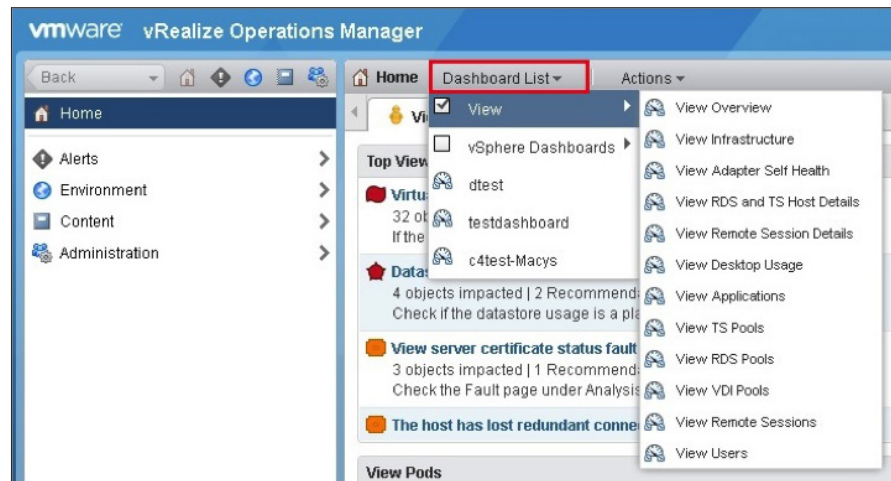 vmware vRealize Operations Manager
Back
Home Dashboard List Actions
Home
Alerts
Environment
Content
Administration
View
vSphere Dashboards
dtest
testdashboard
c4test-Macys
View Overview
View Infrastructure
View Adapter Self Health
View RDS and TS Host Details
View Remote Session Details
View Desktop Usage
View Applications
View TS Pools
View RDS Pools
View VDI Pools
View Remote Sessions
View Users
Top View
32
If the
4 objects impacted | 2
Check if the datastore usage is a
View server certificate status fault
3 objects impacted | 1
Check the Fault page under Analysis
The host has lost redundant
View Pods